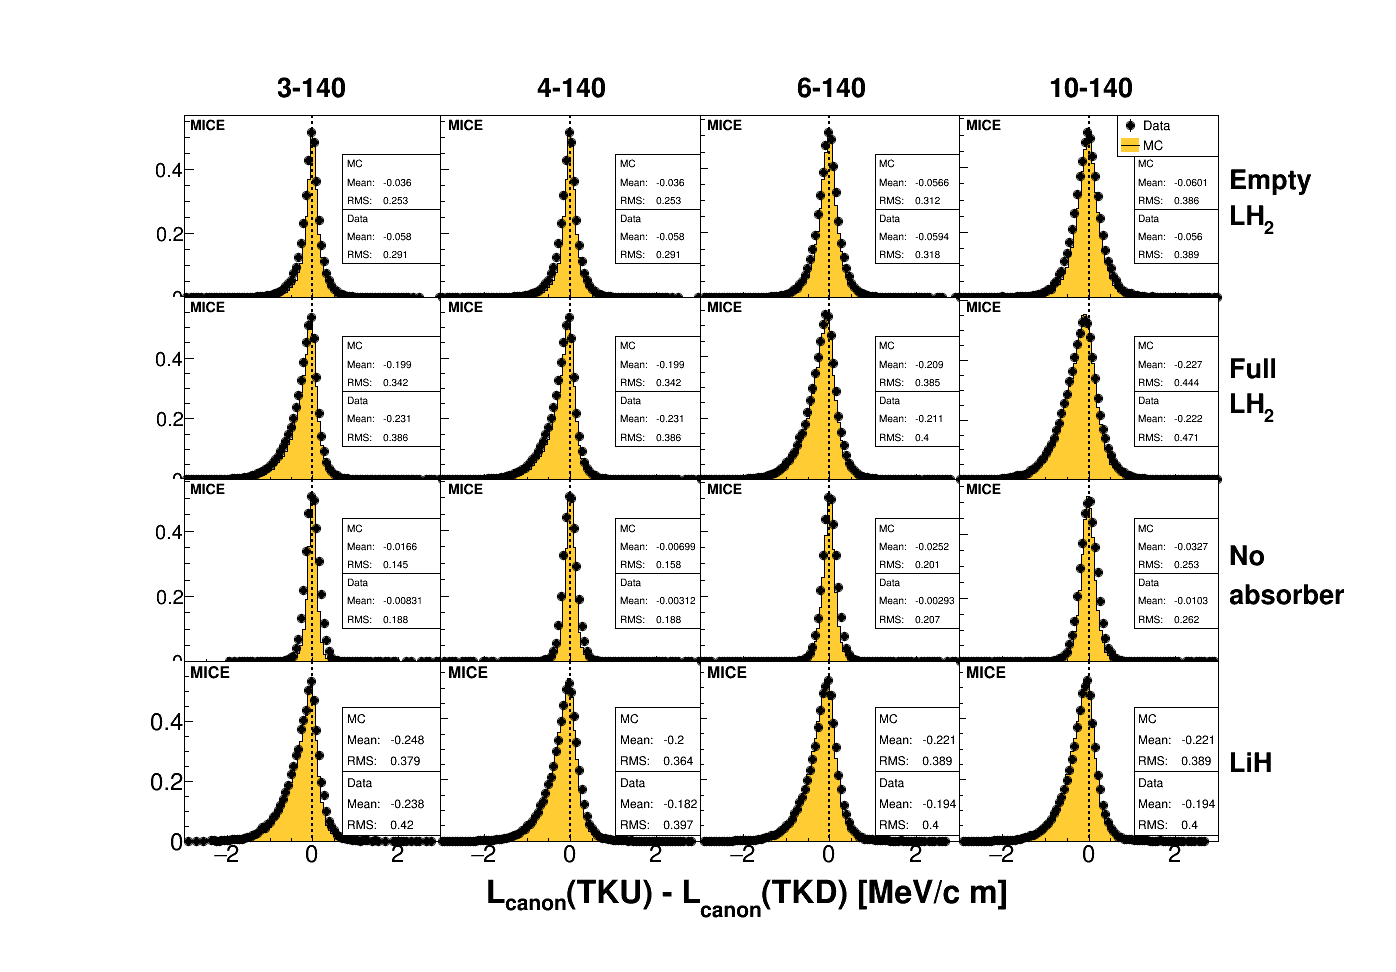 3-140 4-140 6-140 10-140
MICE MICE MICE MICE
Data
MC
MC MC MC MC
Mean: -0.036 Mean: -0.036 Mean: -0.0566 Mean: -0.0601
RMS: 0.253 RMS: 0.253 RMS: 0.312 RMS: 0.386
Data Data Data Data
Mean: -0.058 Mean: -0.058 Mean: -0.0594 Mean: -0.056
RMS: 0.291 RMS: 0.291 RMS: 0.318 RMS: 0.389
0.4
0.2
0
Empty
LH2
MICE MICE MICE MICE
MC MC MC MC
Mean: -0.199 Mean: -0.199 Mean: -0.209 Mean: -0.227
RMS: 0.342 RMS: 0.342 RMS: 0.385 RMS: 0.444
Data Data Data Data
Mean: -0.231 Mean: -0.231 Mean: -0.211 Mean: -0.222
RMS: 0.386 RMS: 0.386 RMS: 0.4 RMS: 0.471
0.4
0.2
0
Full
LH2
MICE MICE MICE MICE
MC MC MC MC
Mean: -0.0166 Mean: -0.00699 Mean: -0.0252 Mean: -0.0327
RMS: 0.145 RMS: 0.158 RMS: 0.201 RMS: 0.253
Data Data Data Data
Mean: -0.00831 Mean: -0.00312 Mean: -0.00293 Mean: -0.0103
RMS: 0.188 RMS: 0.188 RMS: 0.207 RMS: 0.262
0.4
0.2
0
No
absorber
MICE MICE MICE MICE
MC MC MC MC
Mean: -0.248 Mean: -0.2 Mean: -0.221 Mean: -0.221
RMS: 0.379 RMS: 0.364 RMS: 0.389 RMS: 0.389
Data Data Data Data
Mean: -0.238 Mean: -0.182 Mean: -0.194 Mean: -0.194
RMS: 0.42 RMS: 0.397 RMS: 0.4 RMS: 0.4
0.4
0.2
0
LiH
−2 0 2 −2 0 2 −2 0 2 −2 0 2
Lcanon(TKU) - Lcanon(TKD) [MeV/c m]